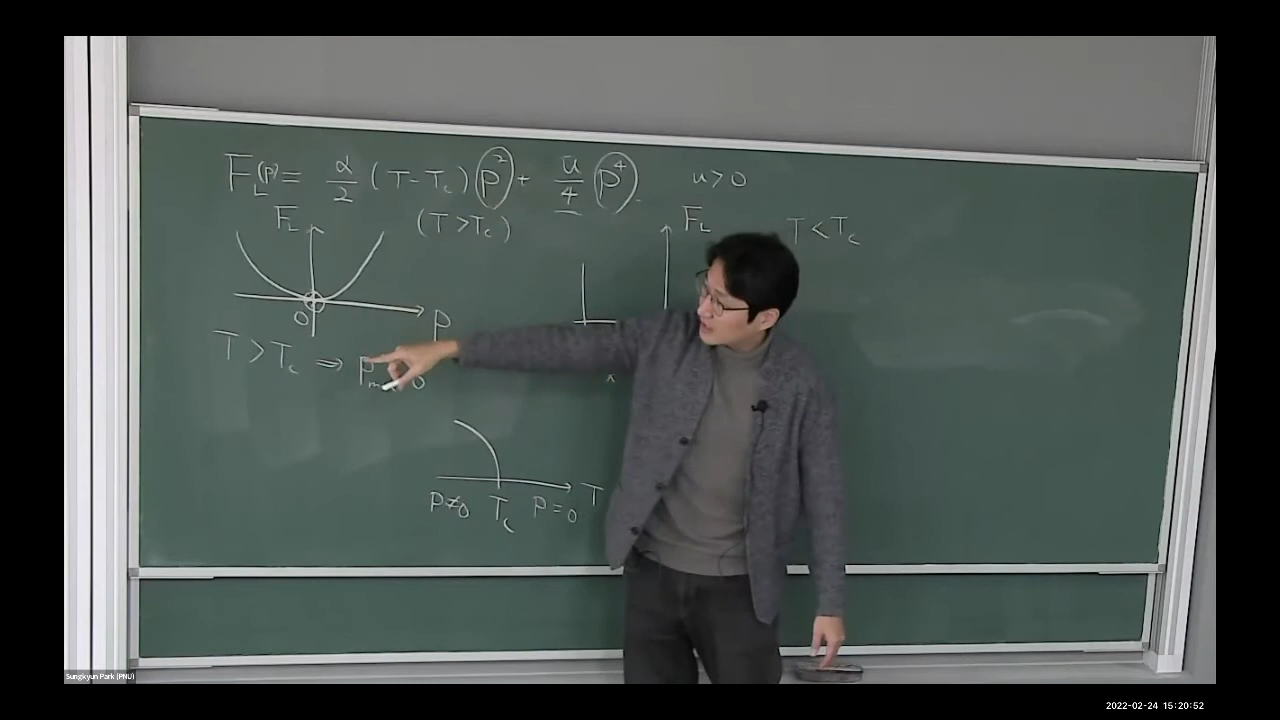 F_L(p) = α/2 (T-T_c) p² + u/4 p⁴ u>0
F_L (T>T_c) F_L T<T_c
0 P
T>T_c ⇒ P 0
P≠0 T_c P=0 T
Sungkyun Park (PNU)
2022-02-24 15:20:52